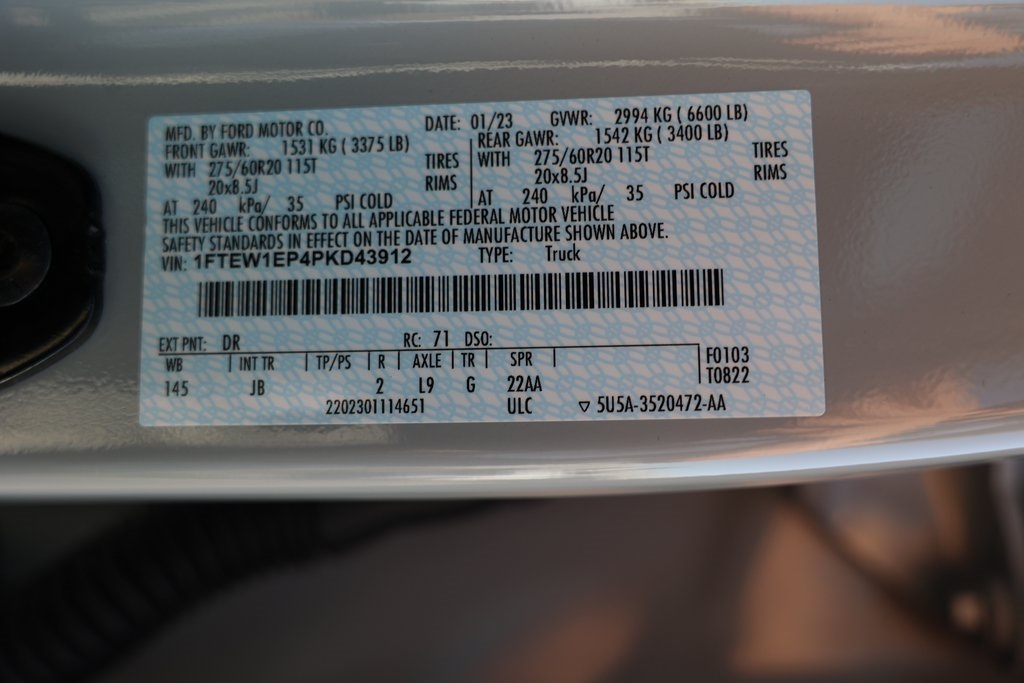 MFD. BY FORD MOTOR CO. DATE: 01/23 GVWR: 2994 KG ( 6600 LB)
FRONT GAWR: 1531 KG ( 3375 LB) REAR GAWR: 1542 KG ( 3400 LB)
WITH 275/60R20 115T TIRES WITH 275/60R20 115T TIRES
20x8.5J RIMS 20x8.5J RIMS
AT 240 kPa/ 35 PSI COLD AT 240 kPa/ 35 PSI COLD
THIS VEHICLE CONFORMS TO ALL APPLICABLE FEDERAL MOTOR VEHICLE
SAFETY STANDARDS IN EFFECT ON THE DATE OF MANUFACTURE SHOWN ABOVE.
VIN: 1FTEW1EP4PKD43912 TYPE: Truck
EXT PNT: DR RC: 71 DSO:
WB INT TR TP/PS R AXLE TR SPR F0103
145 JB 2 L9 G 22AA T0822
2202301114651 ULC ▽ 5U5A-3520472-AA